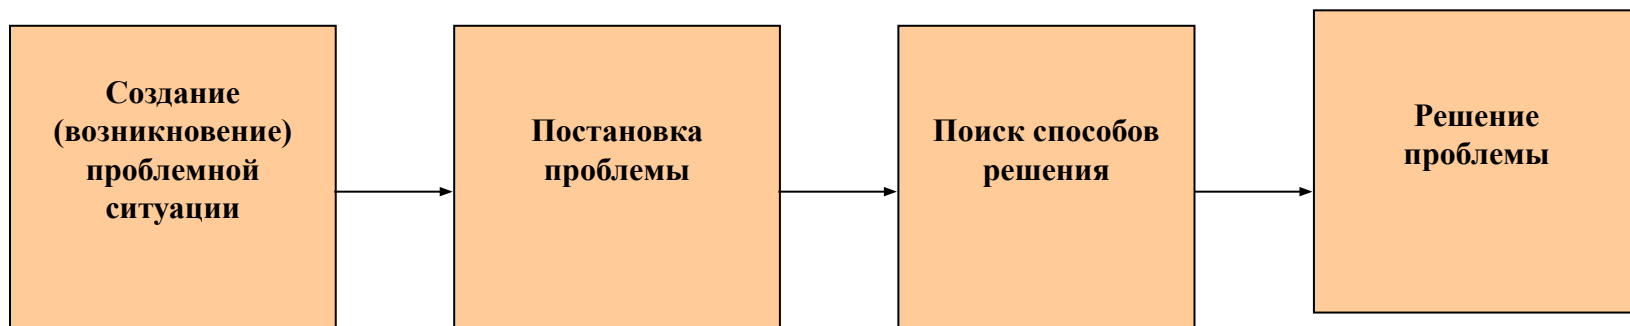 Создание
(возникновение)
проблемной
ситуации
Постановка
проблемы
Поиск способов
решения
Решение
проблемы